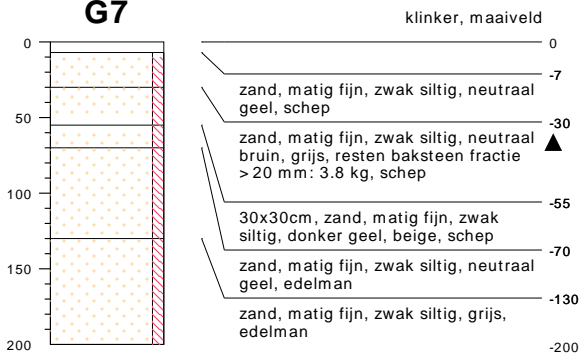 G7
klinker, maaiveld
0
0
-7
zand, matig fijn, zwak siltig, neutraal
geel, schep
-30
50
zand, matig fijn, zwak siltig, neutraal
bruin, grijs, resten baksteen fractie
>20 mm: 3.8 kg, schep
100
-55
30x30cm, zand, matig fijn, zwak
siltig, donker geel, beige, schep
-70
zand, matig fijn, zwak siltig, neutraal
geel, edelman
150
-130
zand, matig fijn, zwak siltig, grijs,
edelman
200
-200